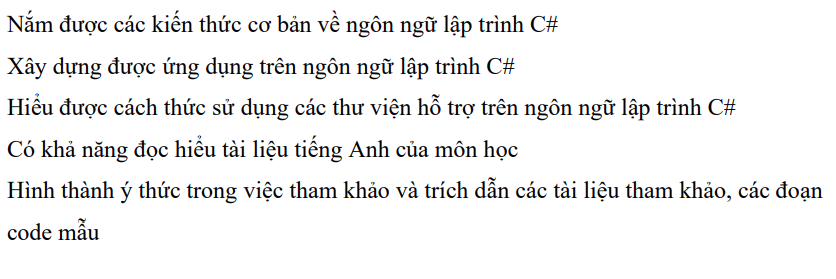 Nắm được các kiến thức cơ bản về ngôn ngữ lập trình C#
Xây dựng được ứng dụng trên ngôn ngữ lập trình C#
Hiểu được cách thức sử dụng các thư viện hỗ trợ trên ngôn ngữ lập trình C#
Có khả năng đọc hiểu tài liệu tiếng Anh của môn học
Hình thành ý thức trong việc tham khảo và trích dẫn các tài liệu tham khảo, các đoạn
code mẫu